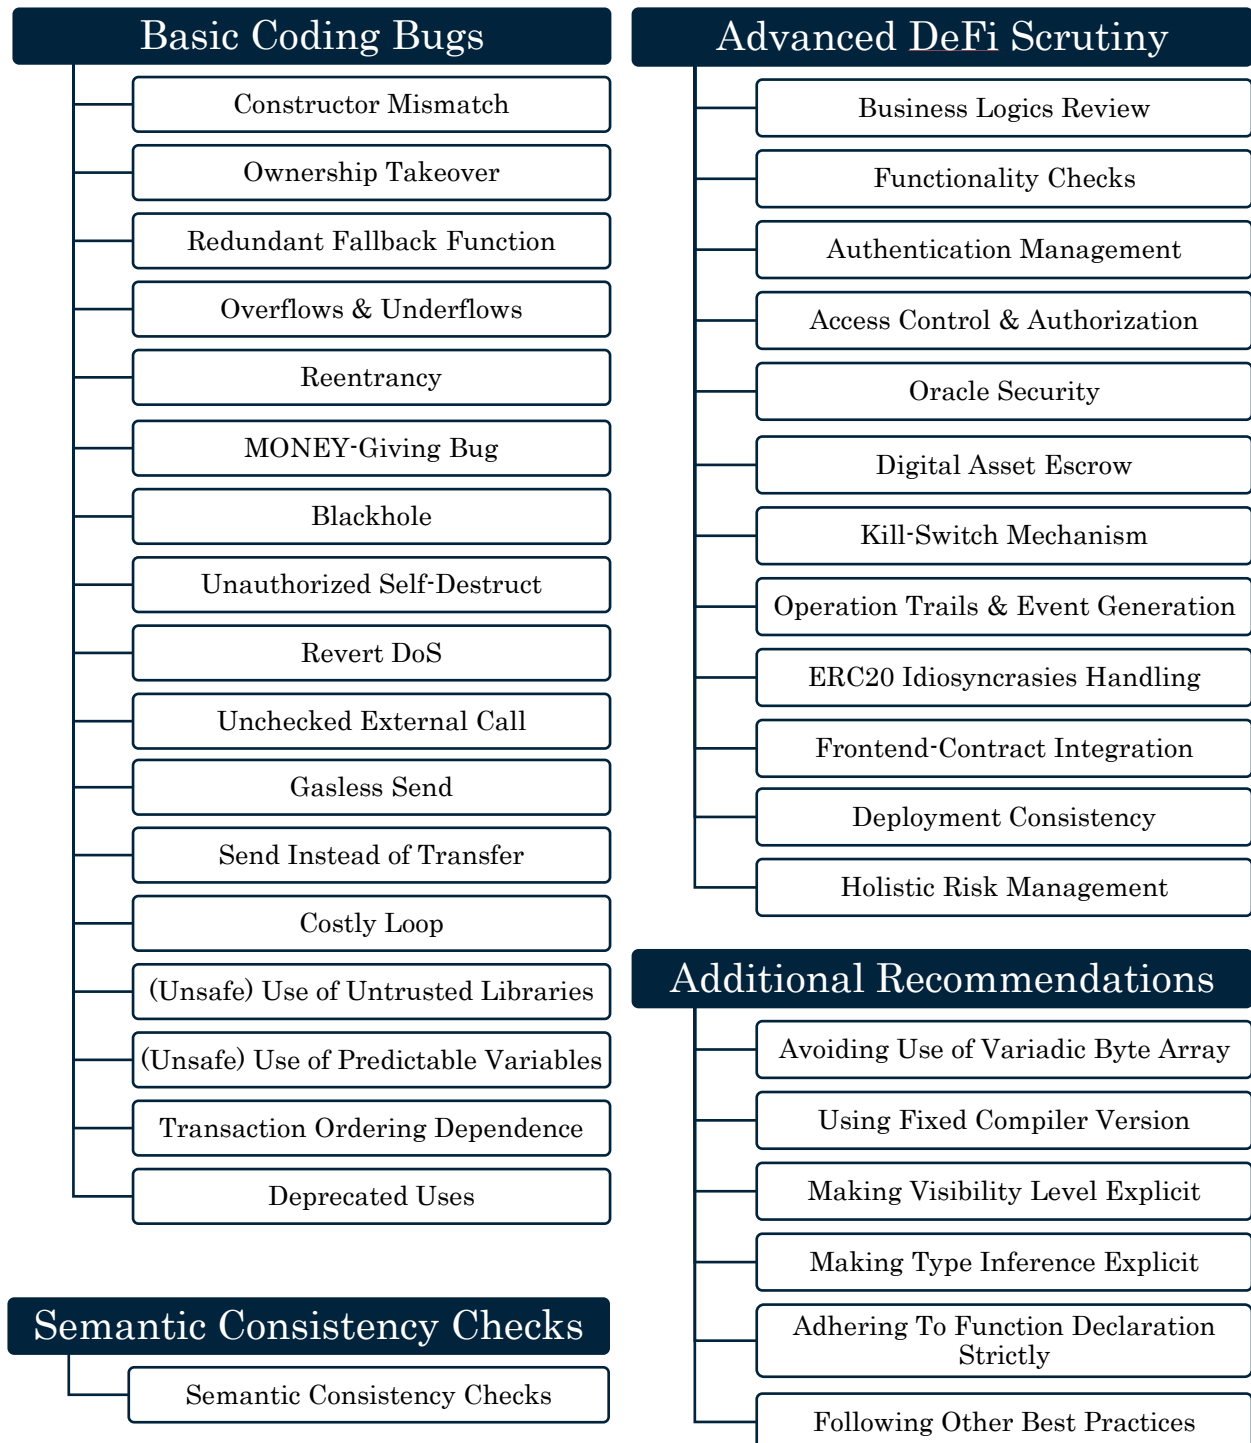 Basic Coding Bugs
Constructor Mismatch
Ownership Takeover
Redundant Fallback Function
Overflows & Underflows
Reentrancy
MONEY-Giving Bug
Blackhole
Unauthorized Self-Destruct
Revert DoS
Unchecked External Call
Gasless Send
Send Instead of Transfer
Costly Loop
(Unsafe) Use of Untrusted Libraries
(Unsafe) Use of Predictable Variables
Transaction Ordering Dependence
Deprecated Uses
Semantic Consistency Checks
Semantic Consistency Checks
Advanced DeFi Scrutiny
Business Logics Review
Functionality Checks
Authentication Management
Access Control & Authorization
Oracle Security
Digital Asset Escrow
Kill-Switch Mechanism
Operation Trails & Event Generation
ERC20 Idiosyncrasies Handling
Frontend-Contract Integration
Deployment Consistency
Holistic Risk Management
Additional Recommendations
Avoiding Use of Variadic Byte Array
Using Fixed Compiler Version
Making Visibility Level Explicit
Making Type Inference Explicit
Adhering To Function Declaration
Strictly
Following Other Best Practices